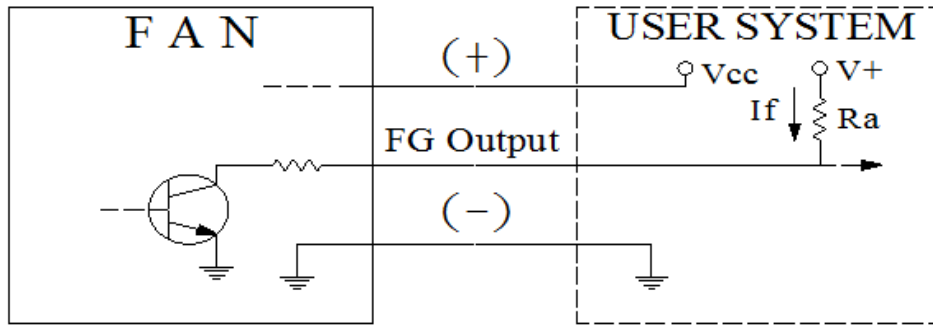 F A N
USER SYSTEM
(+)
Vcc
V+
If
Ra
FG Output
(-)